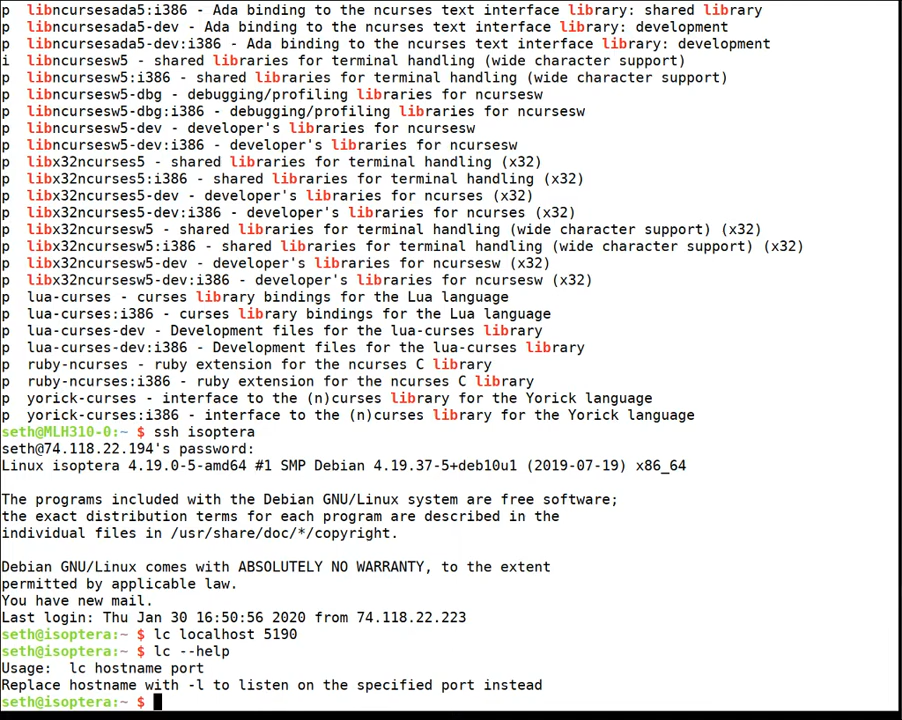 p  libncursesada5:i386 - Ada binding to the ncurses text interface library: shared library
p  libncursesada5-dev - Ada binding to the ncurses text interface library: development
p  libncursesada5-dev:i386 - Ada binding to the ncurses text interface library: development
i  libncursesw5 - shared libraries for terminal handling (wide character support)
p  libncursesw5:i386 - shared libraries for terminal handling (wide character support)
p  libncursesw5-dbg - debugging/profiling libraries for ncursesw
p  libncursesw5-dbg:i386 - debugging/profiling libraries for ncursesw
p  libncursesw5-dev - developer's libraries for ncursesw
p  libncursesw5-dev:i386 - developer's libraries for ncursesw
p  libx32ncurses5 - shared libraries for terminal handling (x32)
p  libx32ncurses5:i386 - shared libraries for terminal handling (x32)
p  libx32ncurses5-dev - developer's libraries for ncurses (x32)
p  libx32ncurses5-dev:i386 - developer's libraries for ncurses (x32)
p  libx32ncursesw5 - shared libraries for terminal handling (wide character support) (x32)
p  libx32ncursesw5:i386 - shared libraries for terminal handling (wide character support) (x32)
p  libx32ncursesw5-dev - developer's libraries for ncursesw (x32)
p  libx32ncursesw5-dev:i386 - developer's libraries for ncursesw (x32)
p  lua-curses - curses library bindings for the Lua language
p  lua-curses:i386 - curses library bindings for the Lua language
p  lua-curses-dev - Development files for the lua-curses library
p  lua-curses-dev:i386 - Development files for the lua-curses library
p  ruby-ncurses - ruby extension for the ncurses C library
p  ruby-ncurses:i386 - ruby extension for the ncurses C library
p  yorick-curses - interface to the (n)curses library for the Yorick language
p  yorick-curses:i386 - interface to the (n)curses library for the Yorick language
seth@MLH310-0:~ $ ssh isoptera
seth@74.118.22.194's password:
Linux isoptera 4.19.0-5-amd64 #1 SMP Debian 4.19.37-5+deb10u1 (2019-07-19) x86_64
The programs included with the Debian GNU/Linux system are free software;
the exact distribution terms for each program are described in the
individual files in /usr/share/doc/*/copyright.
Debian GNU/Linux comes with ABSOLUTELY NO WARRANTY, to the extent
permitted by applicable law.
You have new mail.
Last login: Thu Jan 30 16:50:56 2020 from 74.118.22.223
seth@isoptera:~ $ lc localhost 5190
seth@isoptera:~ $ lc --help
Usage:  lc hostname port
Replace hostname with -l to listen on the specified port instead
seth@isoptera:~ $